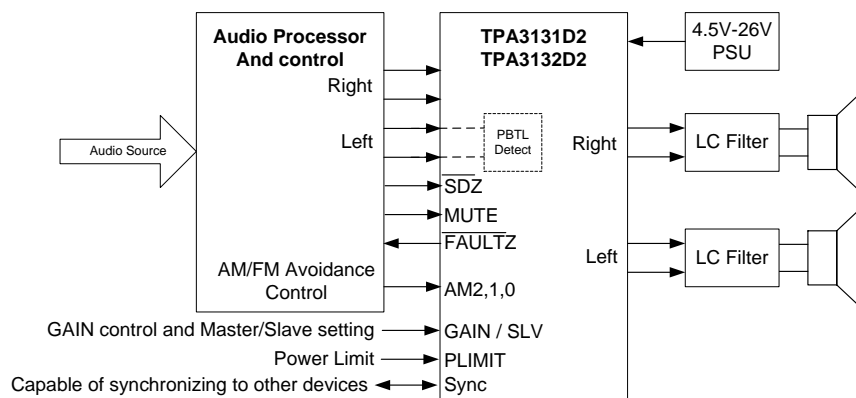 Audio Processor
And control
TPA3131D2
TPA3132D2
4.5V-26V
PSU
Right
Left
PBTL
Detect
Audio Source
Right
LC Filter
SDZ
MUTE
FAULTZ
Left
LC Filter
AM/FM Avoidance
Control
AM2,1,0
GAIN control and Master/Slave setting
GAIN / SLV
Power Limit
PLIMIT
Capable of synchronizing to other devices
Sync